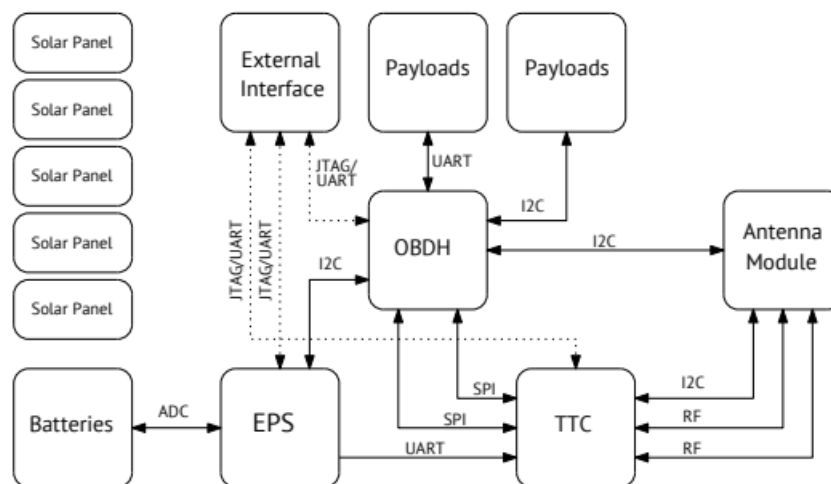 Solar Panel
Solar Panel
Solar Panel
Solar Panel
Solar Panel
External
Interface
Payloads
Payloads
JTAG/
UART
UART
I2C
OBDH
I2C
Antenna
Module
JTAG/UART
JTAG/UART
I2C
Batteries
ADC
EPS
SPI
SPI
UART
TTC
I2C
RF
RF